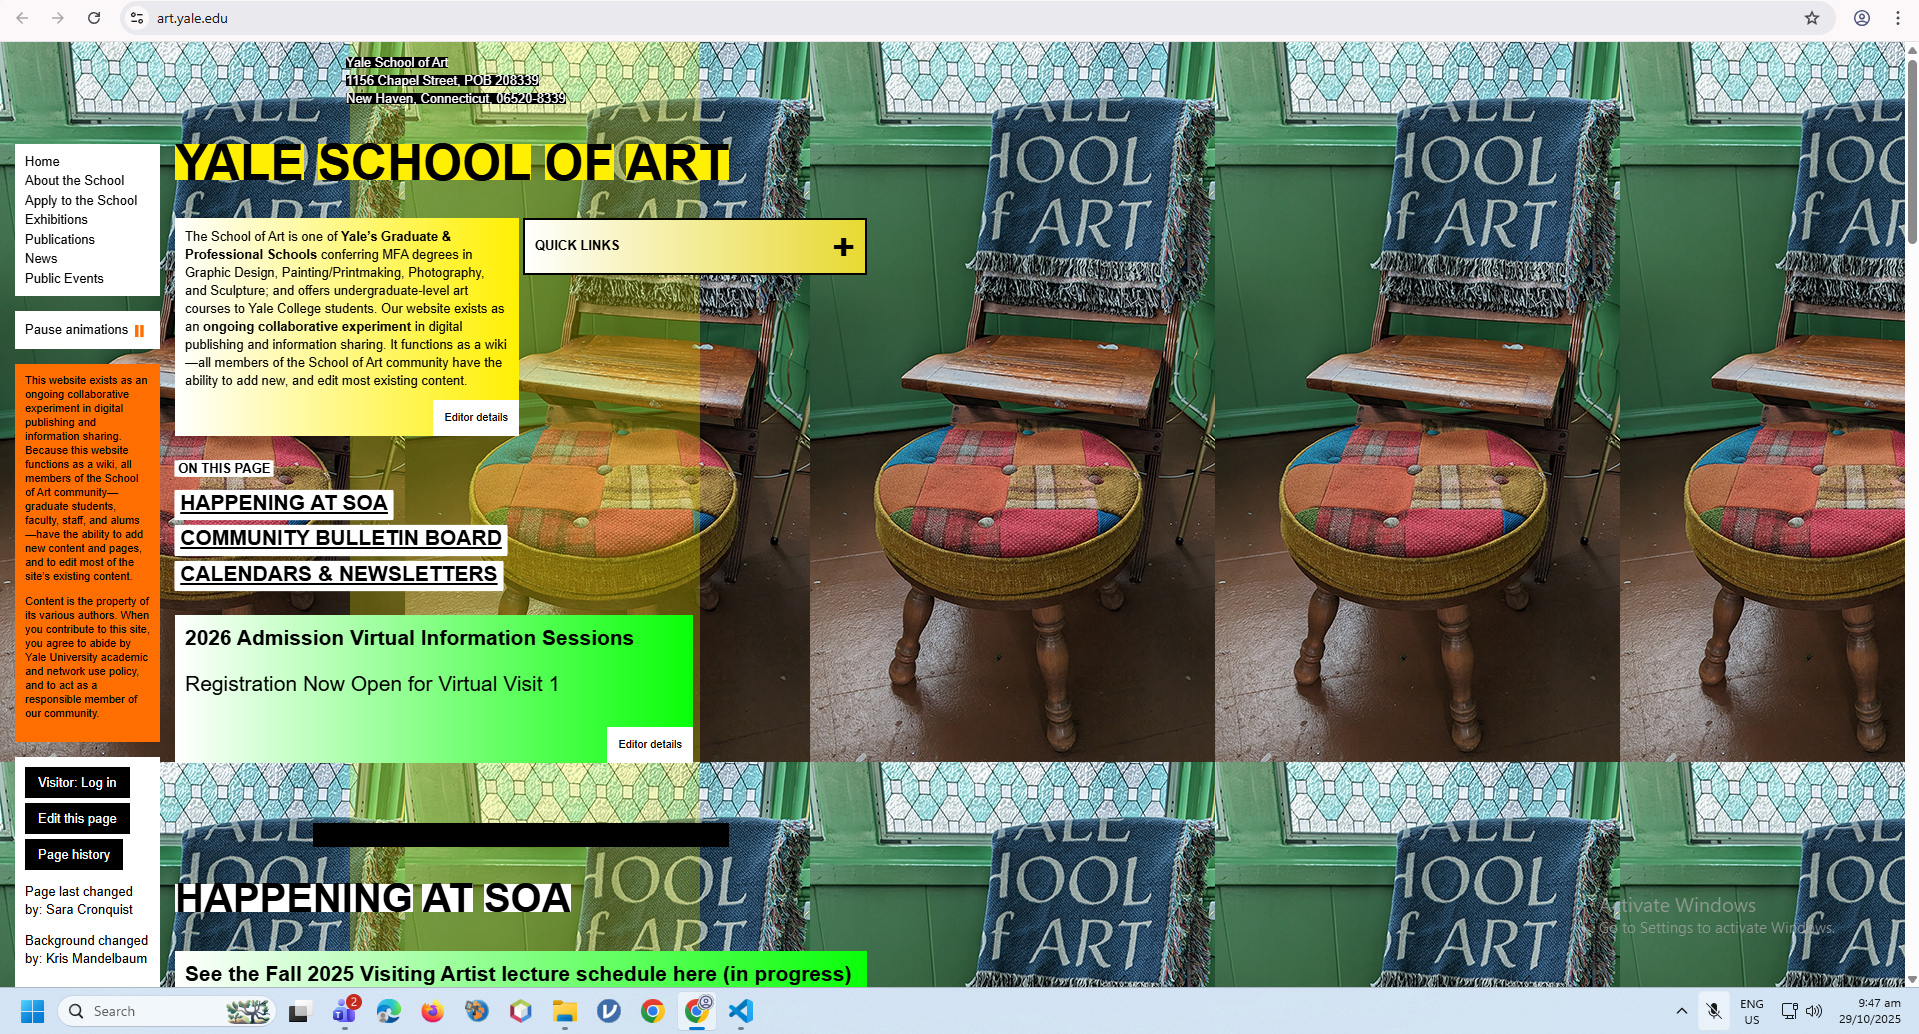 art.yale.edu
Yale School of Art
1156 Chapel Street, POB 208339
New Haven, Connecticut, 06520-8339
Home
About the School
Apply to the School
Exhibitions
Publications
News
Public Events
Pause animations
This website exists as an
ongoing collaborative
experiment in digital
publishing and
information sharing.
Because this website
functions as a wiki, all
members of the School
of Art community—
graduate students,
faculty, staff, and alums
—have the ability to add
new content and pages,
and to edit most of the
site's existing content.
Content is the property of
its various authors. When
you contribute to this site,
you agree to abide by
Yale University academic
and network use policy,
and to act as a
responsible member of
our community.
Visitor: Log in
Edit this page
Page history
Page last changed
by: Sara Cronquist
Background changed
by: Kris Mandelbaum
YALE SCHOOL OF ART
The School of Art is one of Yale’s Graduate &
Professional Schools conferring MFA degrees in
Graphic Design, Painting/Printmaking, Photography,
and Sculpture; and offers undergraduate-level art
courses to Yale College students. Our website exists as
an ongoing collaborative experiment in digital
publishing and information sharing. It functions as a wiki
—all members of the School of Art community have the
ability to add new, and edit most existing content.
Editor details
QUICK LINKS
ON THIS PAGE
HAPPENING AT SOA
COMMUNITY BULLETIN BOARD
CALENDARS & NEWSLETTERS
2026 Admission Virtual Information Sessions
Registration Now Open for Virtual Visit 1
Editor details
HAPPENING AT SOA
See the Fall 2025 Visiting Artist lecture schedule here (in progress)
HOOL
of ART
HOOL
of ART
HOOL
of ART
HOOL
of ART
Activate Windows
Go to Settings to activate Windows.
Search
2
ENG
US
9:47 am
29/10/2025